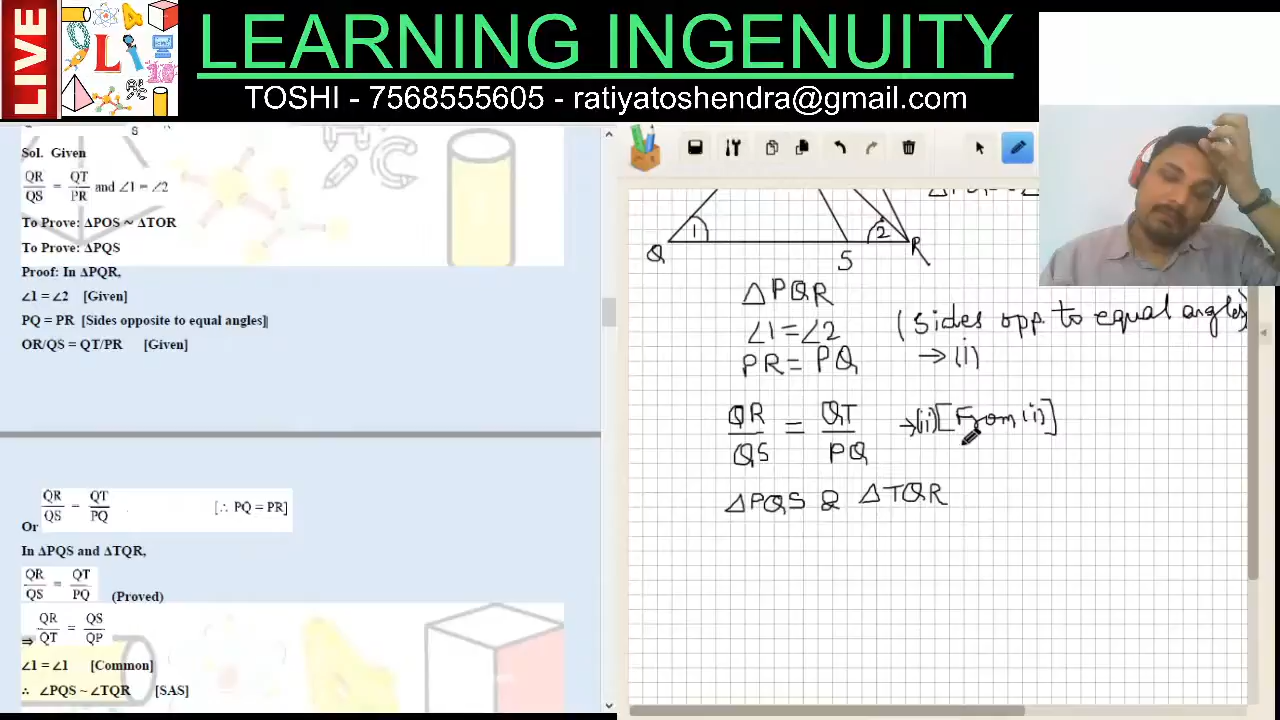 LIVE
LEARNING INGENUITY
TOSHI - 7568555605 - ratiyatoshendra@gmail.com
S
Sol. Given
QR/QS = QT/PR and ∠1 = ∠2
To Prove: ΔPOS ~ ΔTOR
To Prove: ΔPQS
Proof: In ΔPQR,
∠1 = ∠2 [Given]
PQ = PR [Sides opposite to equal angles]
OR/QS = QT/PR [Given]
Or QR/QS = QT/PQ [∴ PQ = PR]
In ΔPQS and ΔTQR,
QR/QS = QT/PQ (Proved)
⇒ QR/QT = QS/QP
∠1 = ∠1 [Common]
∴ ∠PQS ~ ∠TQR [SAS]
1 2
Q S R
△PQR
∠1 = ∠2 (Sides opp. to equal angles)
PR = PQ → (i)
QR/QS = QT/PQ → (ii) [From (i)]
△PQS & △TQR